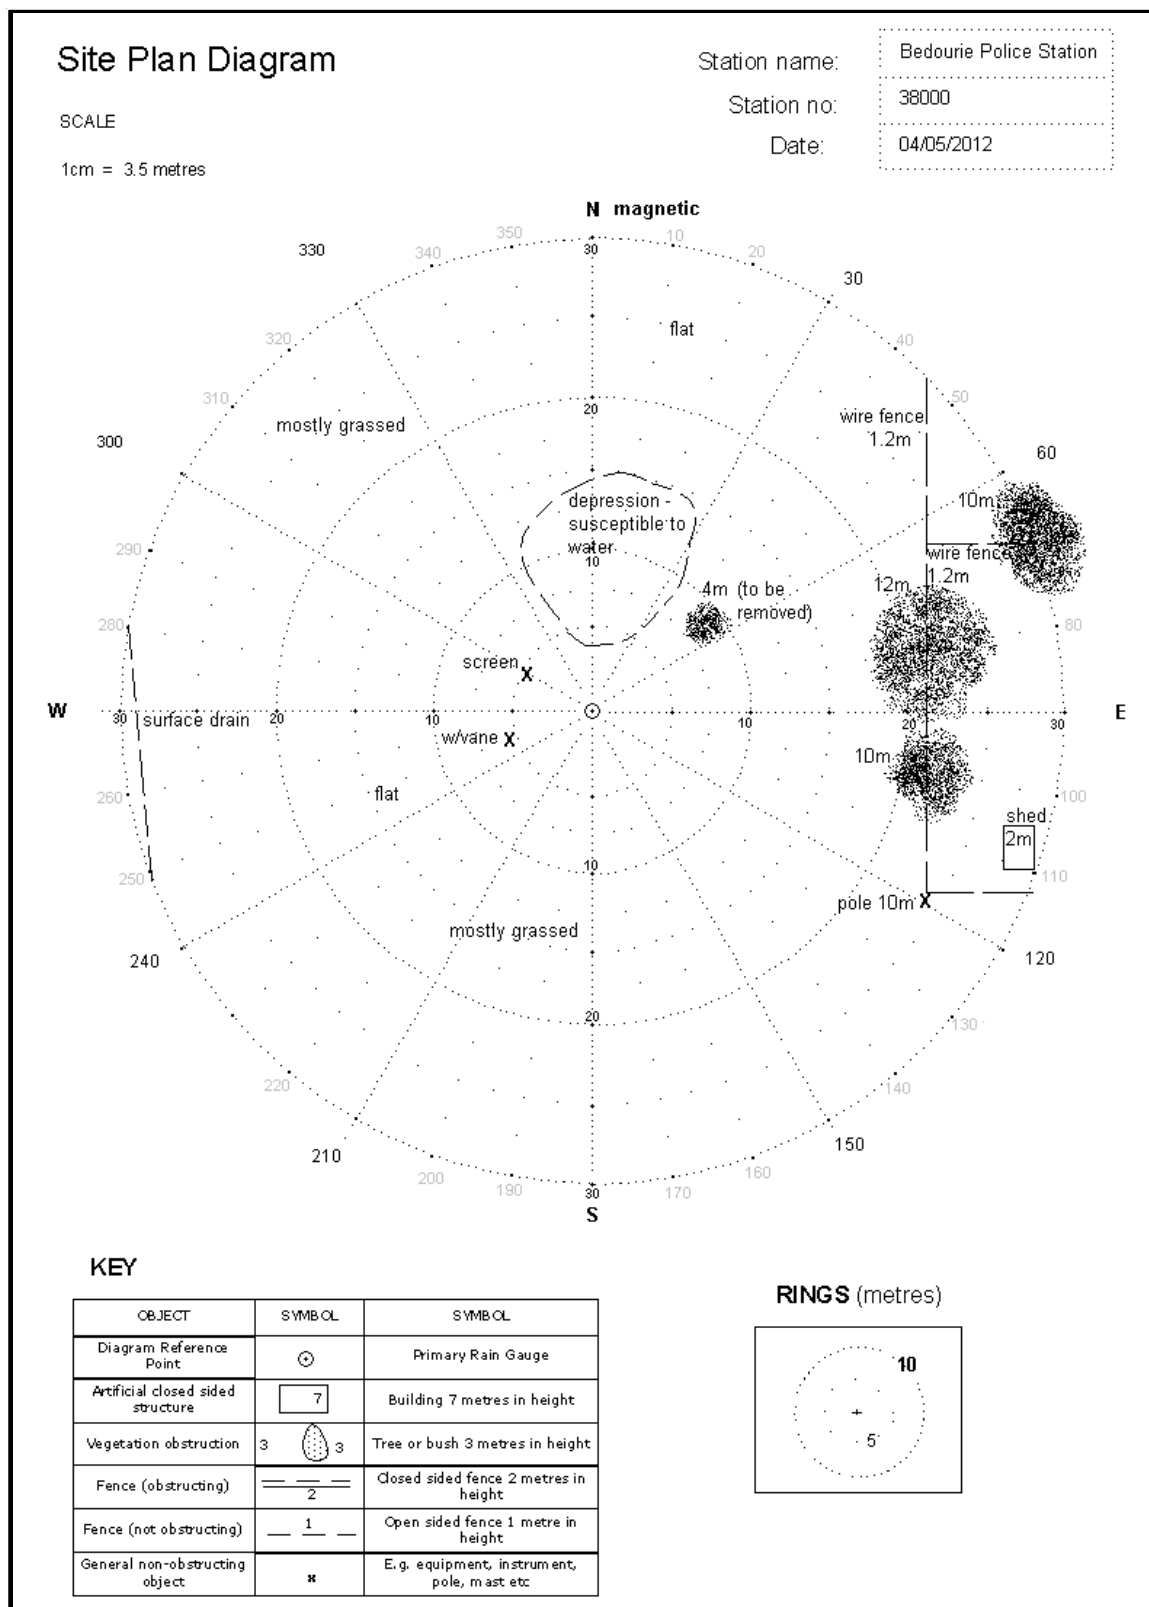 Site Plan Diagram
Station name:
Bedourie Police Station
Station no:
38000
Date:
04/05/2012
SCALE
1cm = 3.5 metres
N magnetic
330
340
350
30
10
20
30
320
flat
40
310
20
50
mostly grassed
wire fence
1.2m
300
60
depression -
susceptible to
water
10m
290
wire fence
1.2m
10
12m
4m (to be
removed)
280
80
screen
W
30
surface drain
20
10
10
20
30
E
w/vane
10m
flat
260
100
shed
2m
250
10
110
pole 10m
mostly grassed
240
120
20
130
220
140
210
150
200
190
30
170
160
S
KEY
OBJECT SYMBOL SYMBOL
Diagram Reference
Point
Primary Rain Gauge
Artificial closed sided
structure
7
Building 7 metres in height
Vegetation obstruction
3 3
Tree or bush 3 metres in height
Fence (obstructing)
2
Closed sided fence 2 metres in
height
Fence (not obstructing)
1
Open sided fence 1 metre in
height
General non-obstructing
object
x
E.g. equipment, instrument,
pole, mast etc
RINGS (metres)
10
5